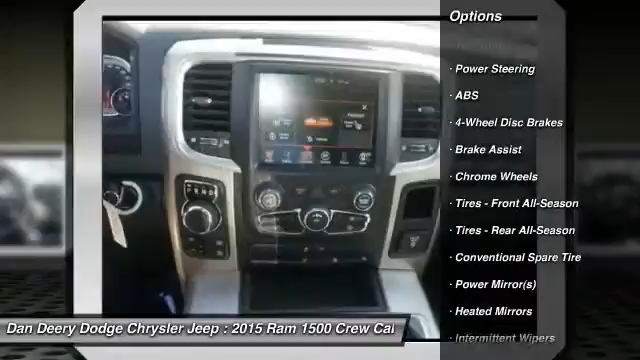 Options
· Power Steering
· ABS
· 4-Wheel Disc Brakes
· Brake Assist
· Chrome Wheels
· Tires - Front All-Season
· Tires - Rear All-Season
· Conventional Spare Tire
· Power Mirror(s)
· Heated Mirrors
· Intermittent Wipers
Dan Deery Dodge Chrysler Jeep : 2015 Ram 1500 Crew Cal